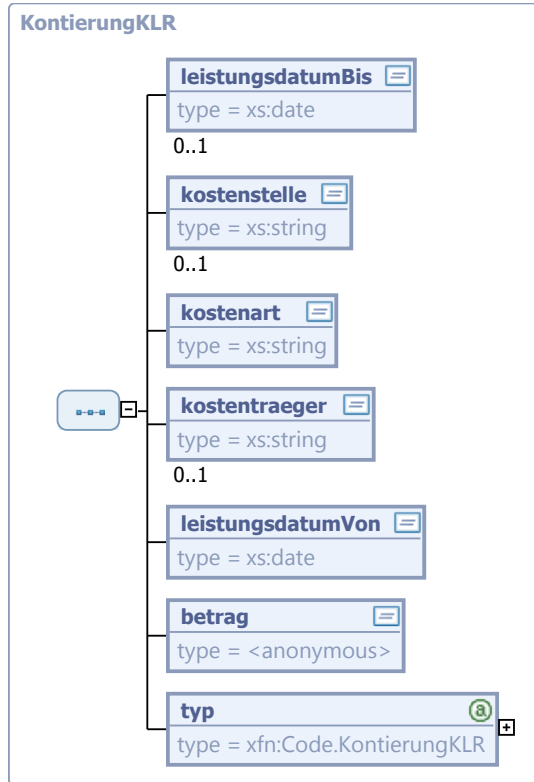 KontierungKLR
leistungsdatumBis
type = xs:date
0..1
kostenstelle
type = xs:string
0..1
kostenart
type = xs:string
kostentraeger
type = xs:string
0..1
leistungsdatumVon
type = xs:date
betrag
type = <anonymous>
typ
a
type = xfn:Code.KontierungKLR